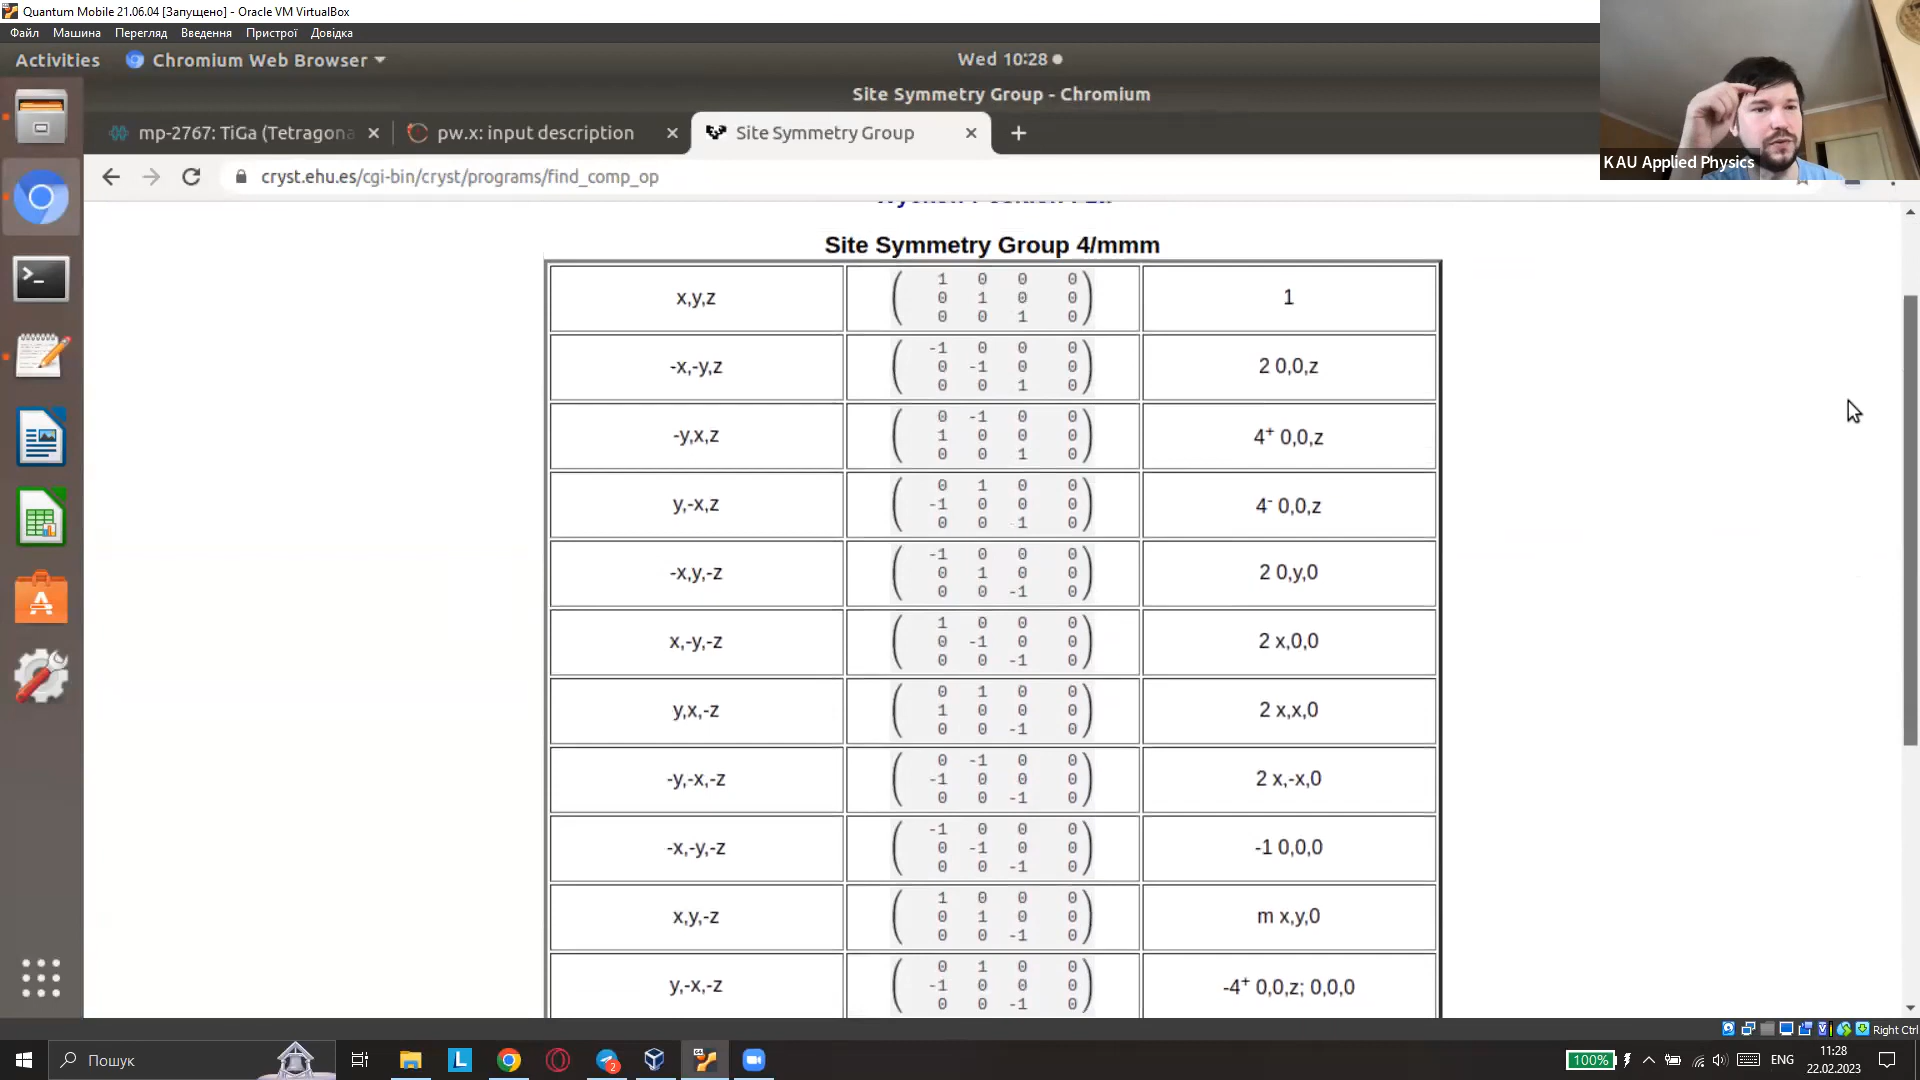 Quantum Mobile 21.06.04 [Запущено] - Oracle VM VirtualBox
Файл Машина Перегляд Введення Пристрої Довідка
Activities Chromium Web Browser Wed 10:28
Site Symmetry Group - Chromium
mp-2767: TiGa (Tetragona pw.x: input description Site Symmetry Group
cryst.ehu.es/cgi-bin/cryst/programs/find_comp_op
KAU Applied Physics
Site Symmetry Group 4/mmm
x,y,z
1 0 0 0
0 1 0 0
0 0 1 0
1
-x,-y,z
-1 0 0 0
0 -1 0 0
0 0 1 0
2 0,0,z
-y,x,z
0 -1 0 0
1 0 0 0
0 0 1 0
4+ 0,0,z
y,-x,z
0 1 0 0
-1 0 0 0
0 0 1 0
4- 0,0,z
-x,y,-z
-1 0 0 0
0 1 0 0
0 0 -1 0
2 0,y,0
x,-y,-z
1 0 0 0
0 -1 0 0
0 0 -1 0
2 x,0,0
y,x,-z
0 1 0 0
1 0 0 0
0 0 -1 0
2 x,x,0
-y,-x,-z
0 -1 0 0
-1 0 0 0
0 0 -1 0
2 x,-x,0
-x,-y,-z
-1 0 0 0
0 -1 0 0
0 0 -1 0
-1 0,0,0
x,y,-z
1 0 0 0
0 1 0 0
0 0 -1 0
m x,y,0
y,-x,-z
0 1 0 0
-1 0 0 0
0 0 -1 0
-4+ 0,0,z; 0,0,0
Right Ctrl
Пошук
2
100% ENG 11:28
22.02.2023